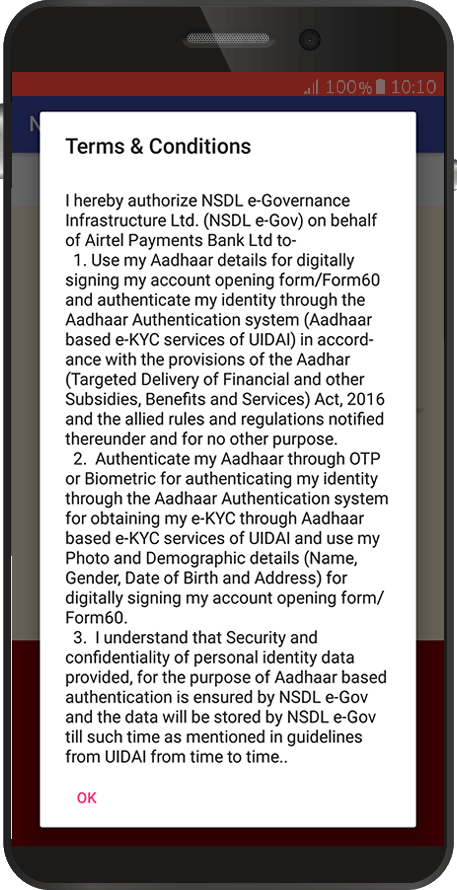 100% 10:10
N
Terms & Conditions
I hereby authorize NSDL e-Governance
Infrastructure Ltd. (NSDL e-Gov) on behalf
of Airtel Payments Bank Ltd to-
1. Use my Aadhaar details for digitally
signing my account opening form/Form60
and authenticate my identity through the
Aadhaar Authentication system (Aadhaar
based e-KYC services of UIDAI) in accord-
ance with the provisions of the Aadhar
(Targeted Delivery of Financial and other
Subsidies, Benefits and Services) Act, 2016
and the allied rules and regulations notified
thereunder and for no other purpose.
2. Authenticate my Aadhaar through OTP
or Biometric for authenticating my identity
through the Aadhaar Authentication system
for obtaining my e-KYC through Aadhaar
based e-KYC services of UIDAI and use my
Photo and Demographic details (Name,
Gender, Date of Birth and Address) for
digitally signing my account opening form/
Form60.
3. I understand that Security and
confidentiality of personal identity data
provided, for the purpose of Aadhaar based
authentication is ensured by NSDL e-Gov
and the data will be stored by NSDL e-Gov
till such time as mentioned in guidelines
from UIDAI from time to time..
OK